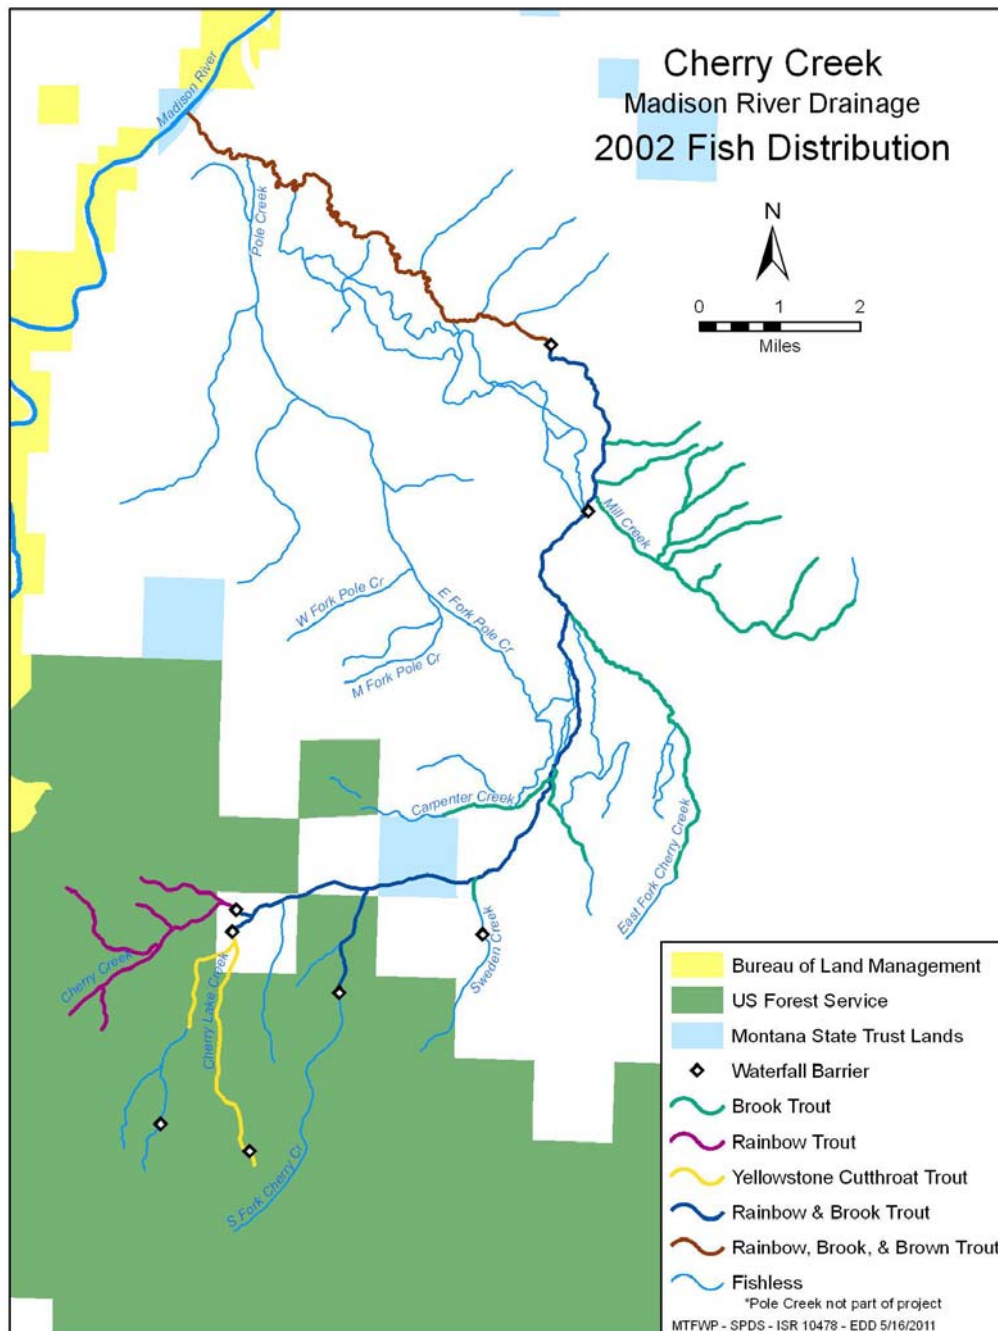 Cherry Creek
Madison River Drainage
2002 Fish Distribution
N
0 1 2
Miles
Madison River
Pole Creek
Mill Creek
W Fork Pole Cr
E Fork Pole Cr
M Fork Pole Cr
Carpenter Creek
East Fork Cherry Creek
Sweden Creek
Cherry Creek
Cherry Lake Creek
S Fork Cherry Cr
Bureau of Land Management
US Forest Service
Montana State Trust Lands
Waterfall Barrier
Brook Trout
Rainbow Trout
Yellowstone Cutthroat Trout
Rainbow & Brook Trout
Rainbow, Brook, & Brown Trout
Fishless
*Pole Creek not part of project
MTFWP - SPDS - ISR 10478 - EDD 5/16/2011